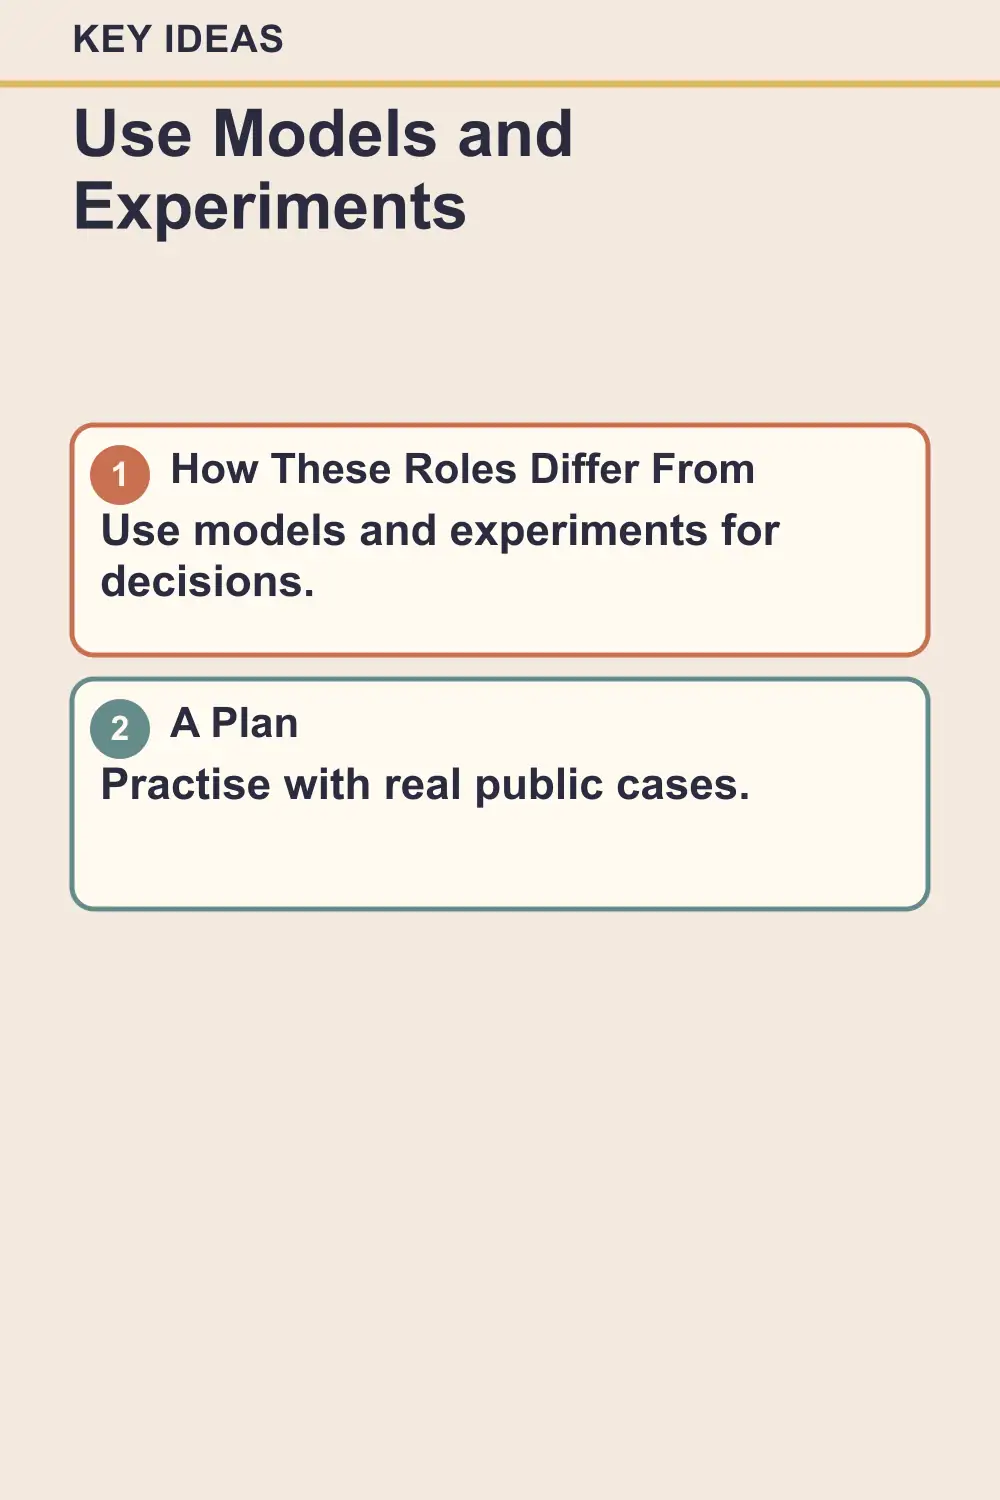 KEY IDEAS
Use Models and
Experiments
1 How These Roles Differ From
Use models and experiments for
decisions.
2 A Plan
Practise with real public cases.